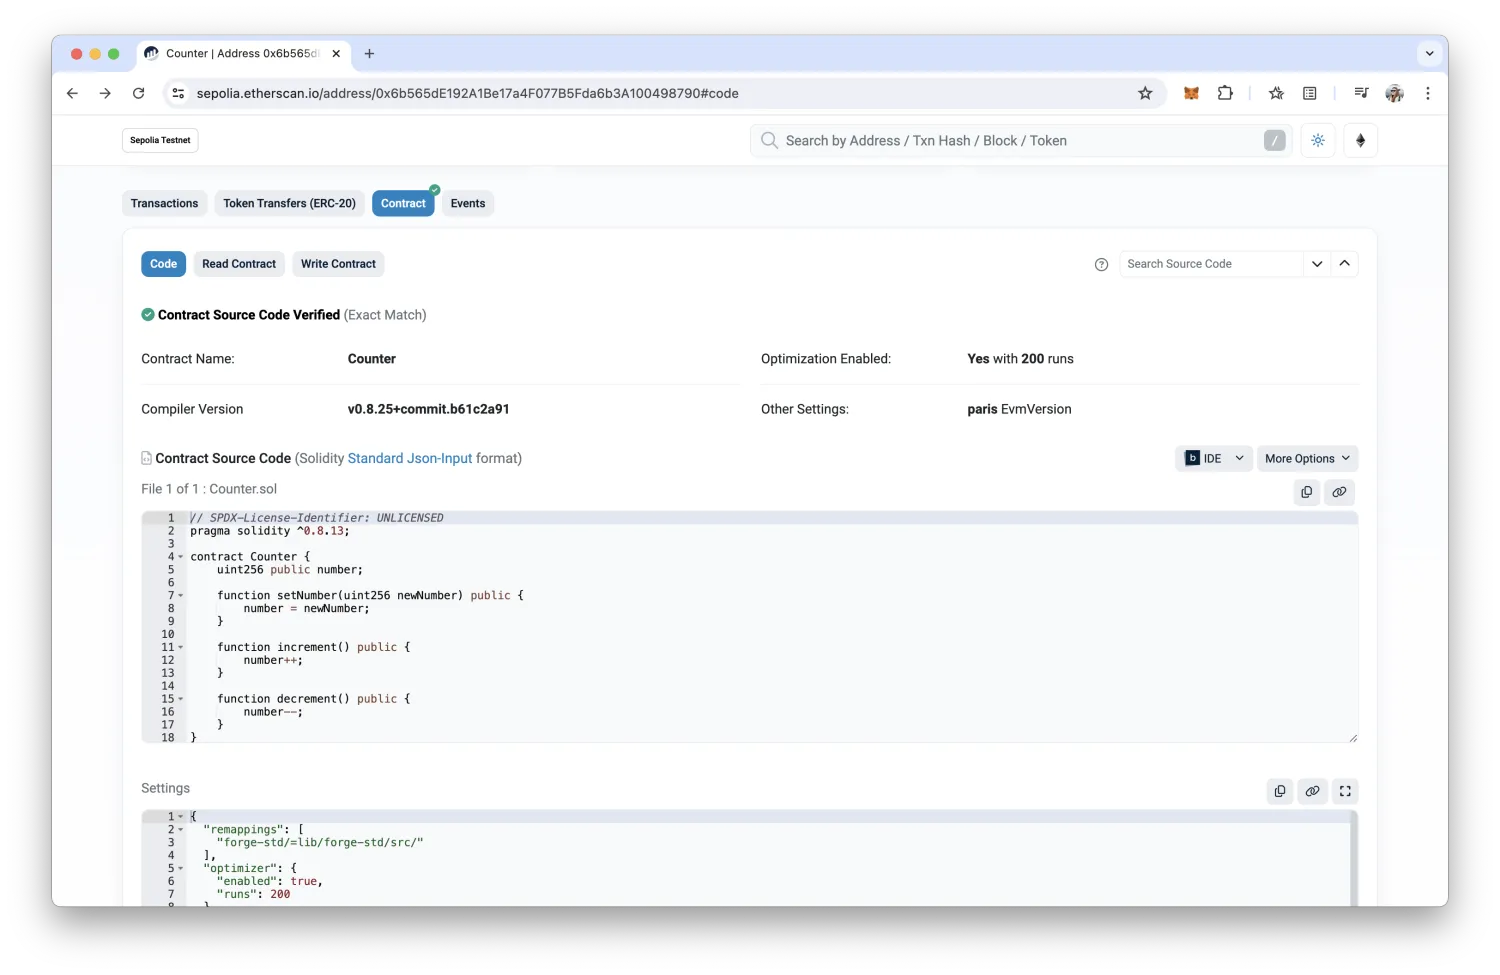 Counter | Address 0x6b565d
sepolia.etherscan.io/address/0x6b565dE192A1Be17a4F077B5Fda6b3A100498790#code
Sepolia Testnet
Search by Address / Txn Hash / Block / Token
/
Transactions
Token Transfers (ERC-20)
Contract
Events
Code
Read Contract
Write Contract
Search Source Code
Contract Source Code Verified (Exact Match)
Contract Name:
Counter
Optimization Enabled:
Yes with 200 runs
Compiler Version
v0.8.25+commit.b61c2a91
Other Settings:
paris EvmVersion
Contract Source Code (Solidity Standard Json-Input format)
b IDE
More Options
File 1 of 1 : Counter.sol
1 // SPDX-License-Identifier: UNLICENSED
2 pragma solidity ^0.8.13;
3
4 contract Counter {
5 uint256 public number;
6
7 function setNumber(uint256 newNumber) public {
8 number = newNumber;
9 }
10
11 function increment() public {
12 number++;
13 }
14
15 function decrement() public {
16 number--;
17 }
18 }
Settings
1 {
2 "remappings": [
3 "forge-std/=lib/forge-std/src/"
4 ],
5 "optimizer": {
6 "enabled": true,
7 "runs": 200